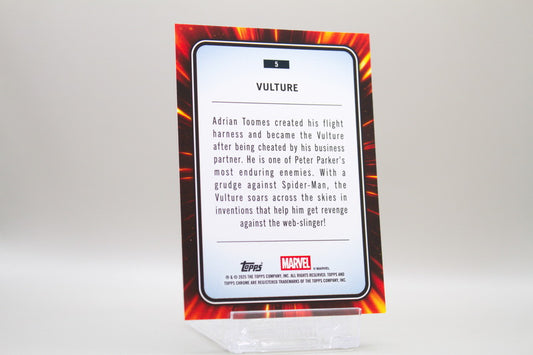 5
VULTURE
Adrian Toomes created his flight
harness and became the Vulture
after being cheated by his business
partner. He is one of Peter Parker's
most enduring enemies. With a
grudge against Spider-Man, the
Vulture soars across the skies in
inventions that help him get revenge
against the web-slinger!
Topps MARVEL © MARVEL
® & © 2025 THE TOPPS COMPANY, INC. ALL RIGHTS RESERVED. TOPPS AND
TOPPS CHROME ARE REGISTERED TRADEMARKS OF THE TOPPS COMPANY, INC.